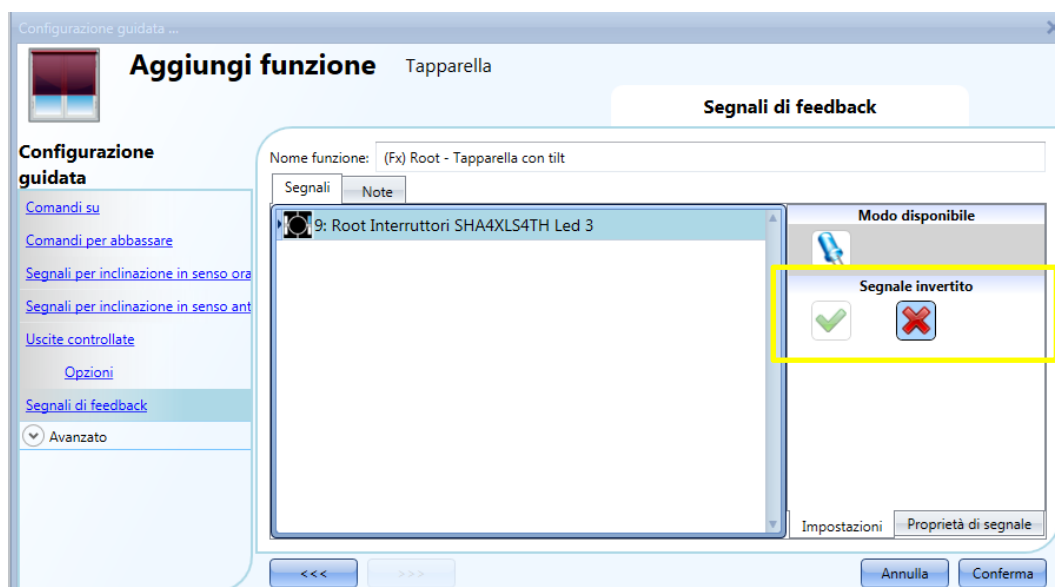 Configurazione guidata ...
Aggiungi funzione Tapparella
Segnali di feedback
Configurazione
guidata
Comandi su
Comandi per abbassare
Segnali per inclinazione in senso ora
Segnali per inclinazione in senso ant
Uscite controllate
Opzioni
Segnali di feedback
Avanzato
Nome funzione: (Fx) Root - Tapparella con tilt
Segnali Note
9: Root Interruttori SHA4XLS4TH Led 3
Modo disponibile
Segnale invertito
Impostazioni Proprietà di segnale
<<< >>> Annulla Conferma